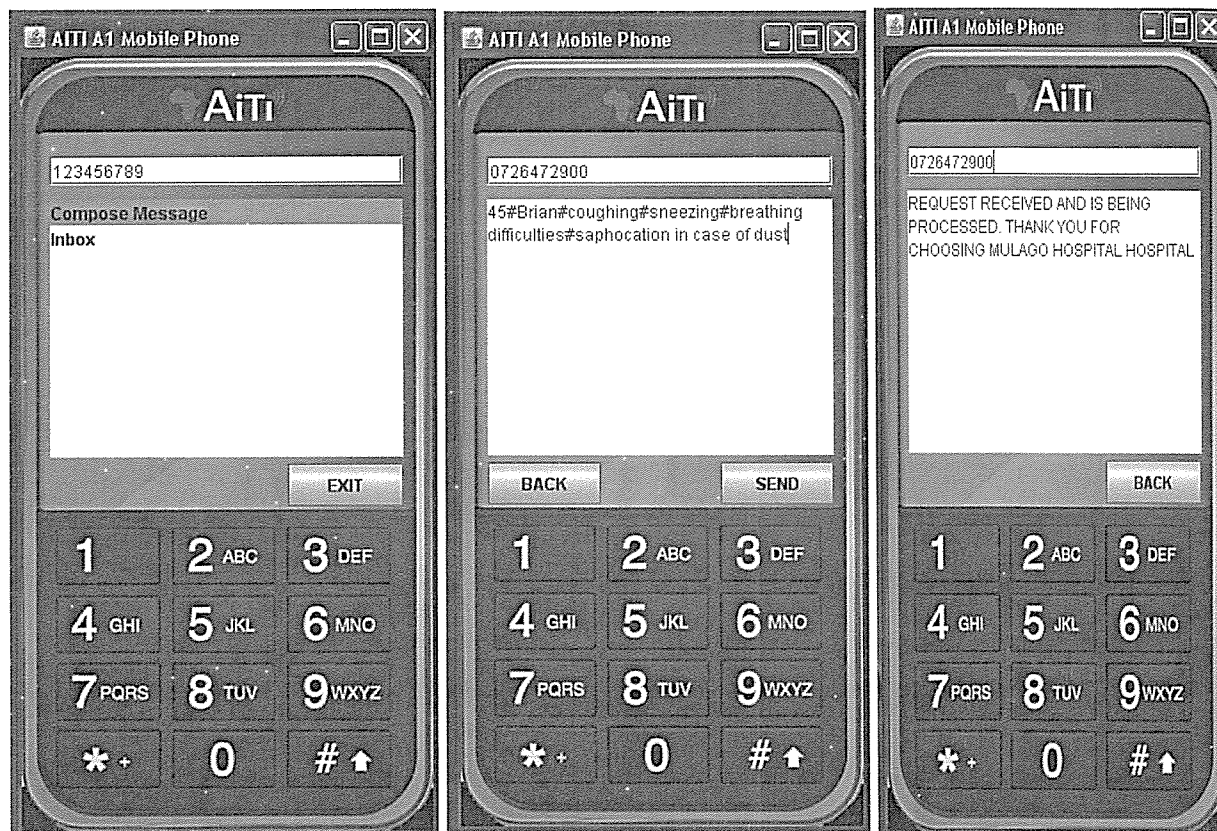 AITI A1 Mobile Phone
AiTi
123456789
Compose Message
Inbox
EXIT
1
2 ABC
3 DEF
4 GHI
5 JKL
6 MNO
7 PQRS
8 TUV
9 WXYZ
* +
0
#
AITI A1 Mobile Phone
AiTi
0726472900
45#Brian#coughing#sneezing#breathing
difficulties#saphocation in case of dust
BACK
SEND
1
2 ABC
3 DEF
4 GHI
5 JKL
6 MNO
7 PQRS
8 TUV
9 WXYZ
* +
0
#
AITI A1 Mobile Phone
AiTi
0726472900
REQUEST RECEIVED AND IS BEING
PROCESSED. THANK YOU FOR
CHOOSING MULAGO HOSPITAL HOSPITAL
BACK
1
2 ABC
3 DEF
4 GHI
5 JKL
6 MNO
7 PQRS
8 TUV
9 WXYZ
* +
0
#